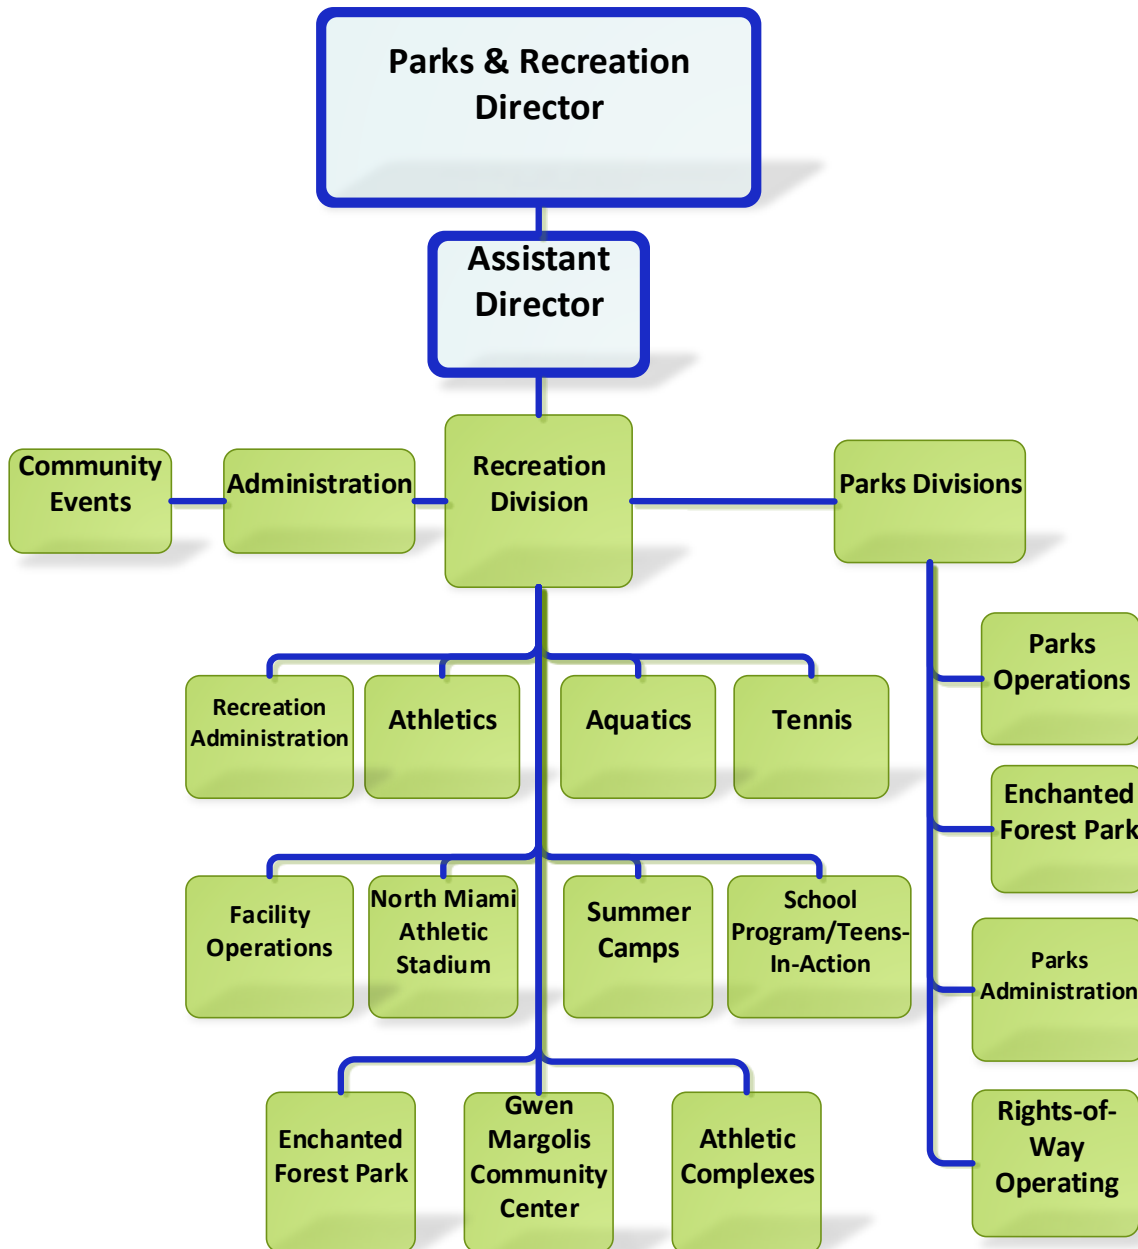 Parks & Recreation
Director
Assistant
Director
Community
Events
Administration
Recreation
Division
Parks Divisions
Parks
Operations
Recreation
Administration
Athletics
Aquatics
Tennis
Enchanted
Forest Park
Facility
Operations
North Miami
Athletic
Stadium
Summer
Camps
School
Program/Teens-
In-Action
Parks
Administration
Enchanted
Forest Park
Gwen
Margolis
Community
Center
Athletic
Complexes
Rights-of-
Way
Operating